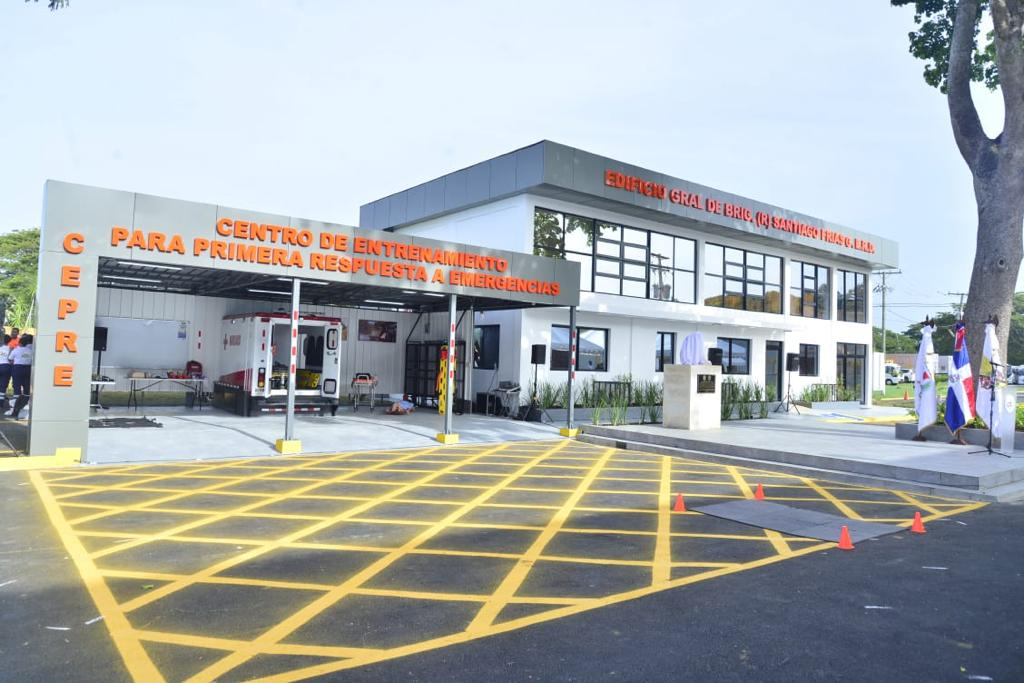 CEPRE
CENTRO DE ENTRENAMIENTO
PARA PRIMERA RESPUESTA A EMERGENCIAS
EDIFICIO GRAL DE BRIG. (R) SANTIAGO FRIAS G. E.R.D.